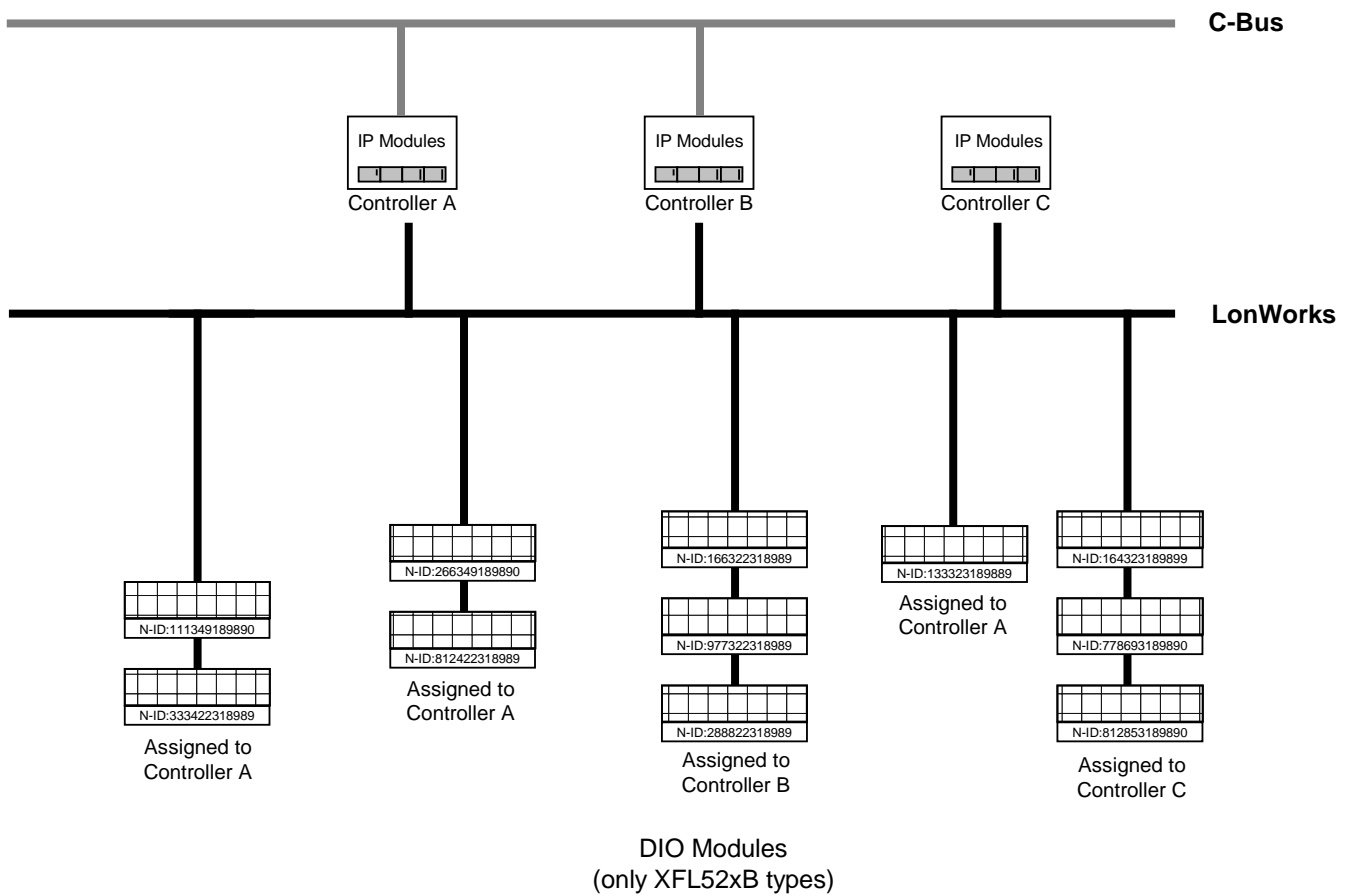 C-Bus
IP Modules
Controller A
IP Modules
Controller B
IP Modules
Controller C
LonWorks
N-ID:111349189890
N-ID:333422318989
Assigned to
Controller A
N-ID:266349189890
N-ID:812422318989
Assigned to
Controller A
N-ID:166322318989
N-ID:977322318989
N-ID:288822318989
Assigned to
Controller B
N-ID:133323189889
Assigned to
Controller A
N-ID:164323189899
N-ID:778693189890
N-ID:812853189890
Assigned to
Controller C
DIO Modules
(only XFL52xB types)